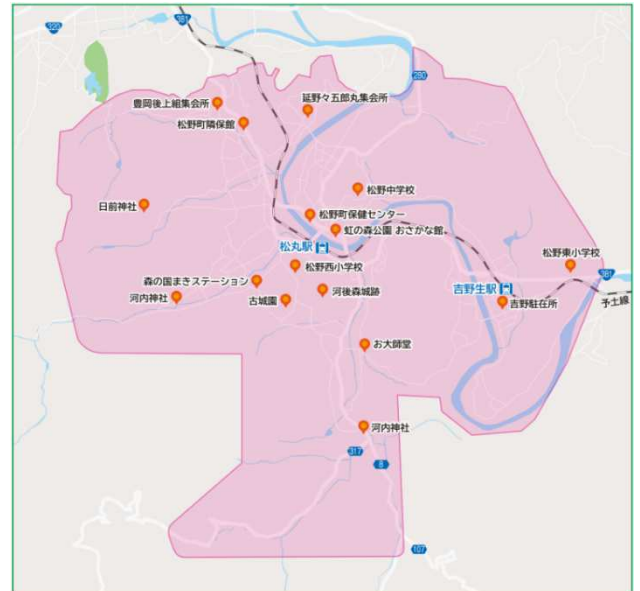 320
381
280
豊岡後上組集会所
延野々五郎丸集会所
松野町隣保館
松野中学校
日前神社
松野町保健センター
虹の森公園 おさかな館
松丸駅
松野西小学校
松野東小学校
森の国まきステーション
河内神社
古城園
河後森城跡
吉野生駅
381
吉野駐在所
予土線
お大師堂
河内神社
317
8
107